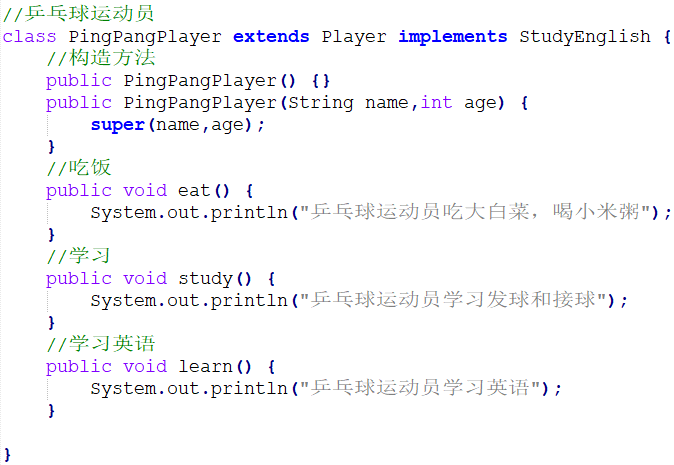 //乒乓球运动员
class PingPangPlayer extends Player implements StudyEnglish {
//构造方法
public PingPangPlayer() {}
public PingPangPlayer(String name,int age) {
super(name,age);
}
//吃饭
public void eat() {
System.out.println("乒乓球运动员吃大白菜，喝小米粥");
}
//学习
public void study() {
System.out.println("乒乓球运动员学习发球和接球");
}
//学习英语
public void learn() {
System.out.println("乒乓球运动员学习英语");
}
}